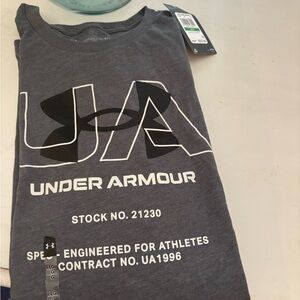 UA
UNDER ARMOUR
STOCK NO. 21230
ENGINEERED FOR ATHLETES
CONTRACT NO. UA1996